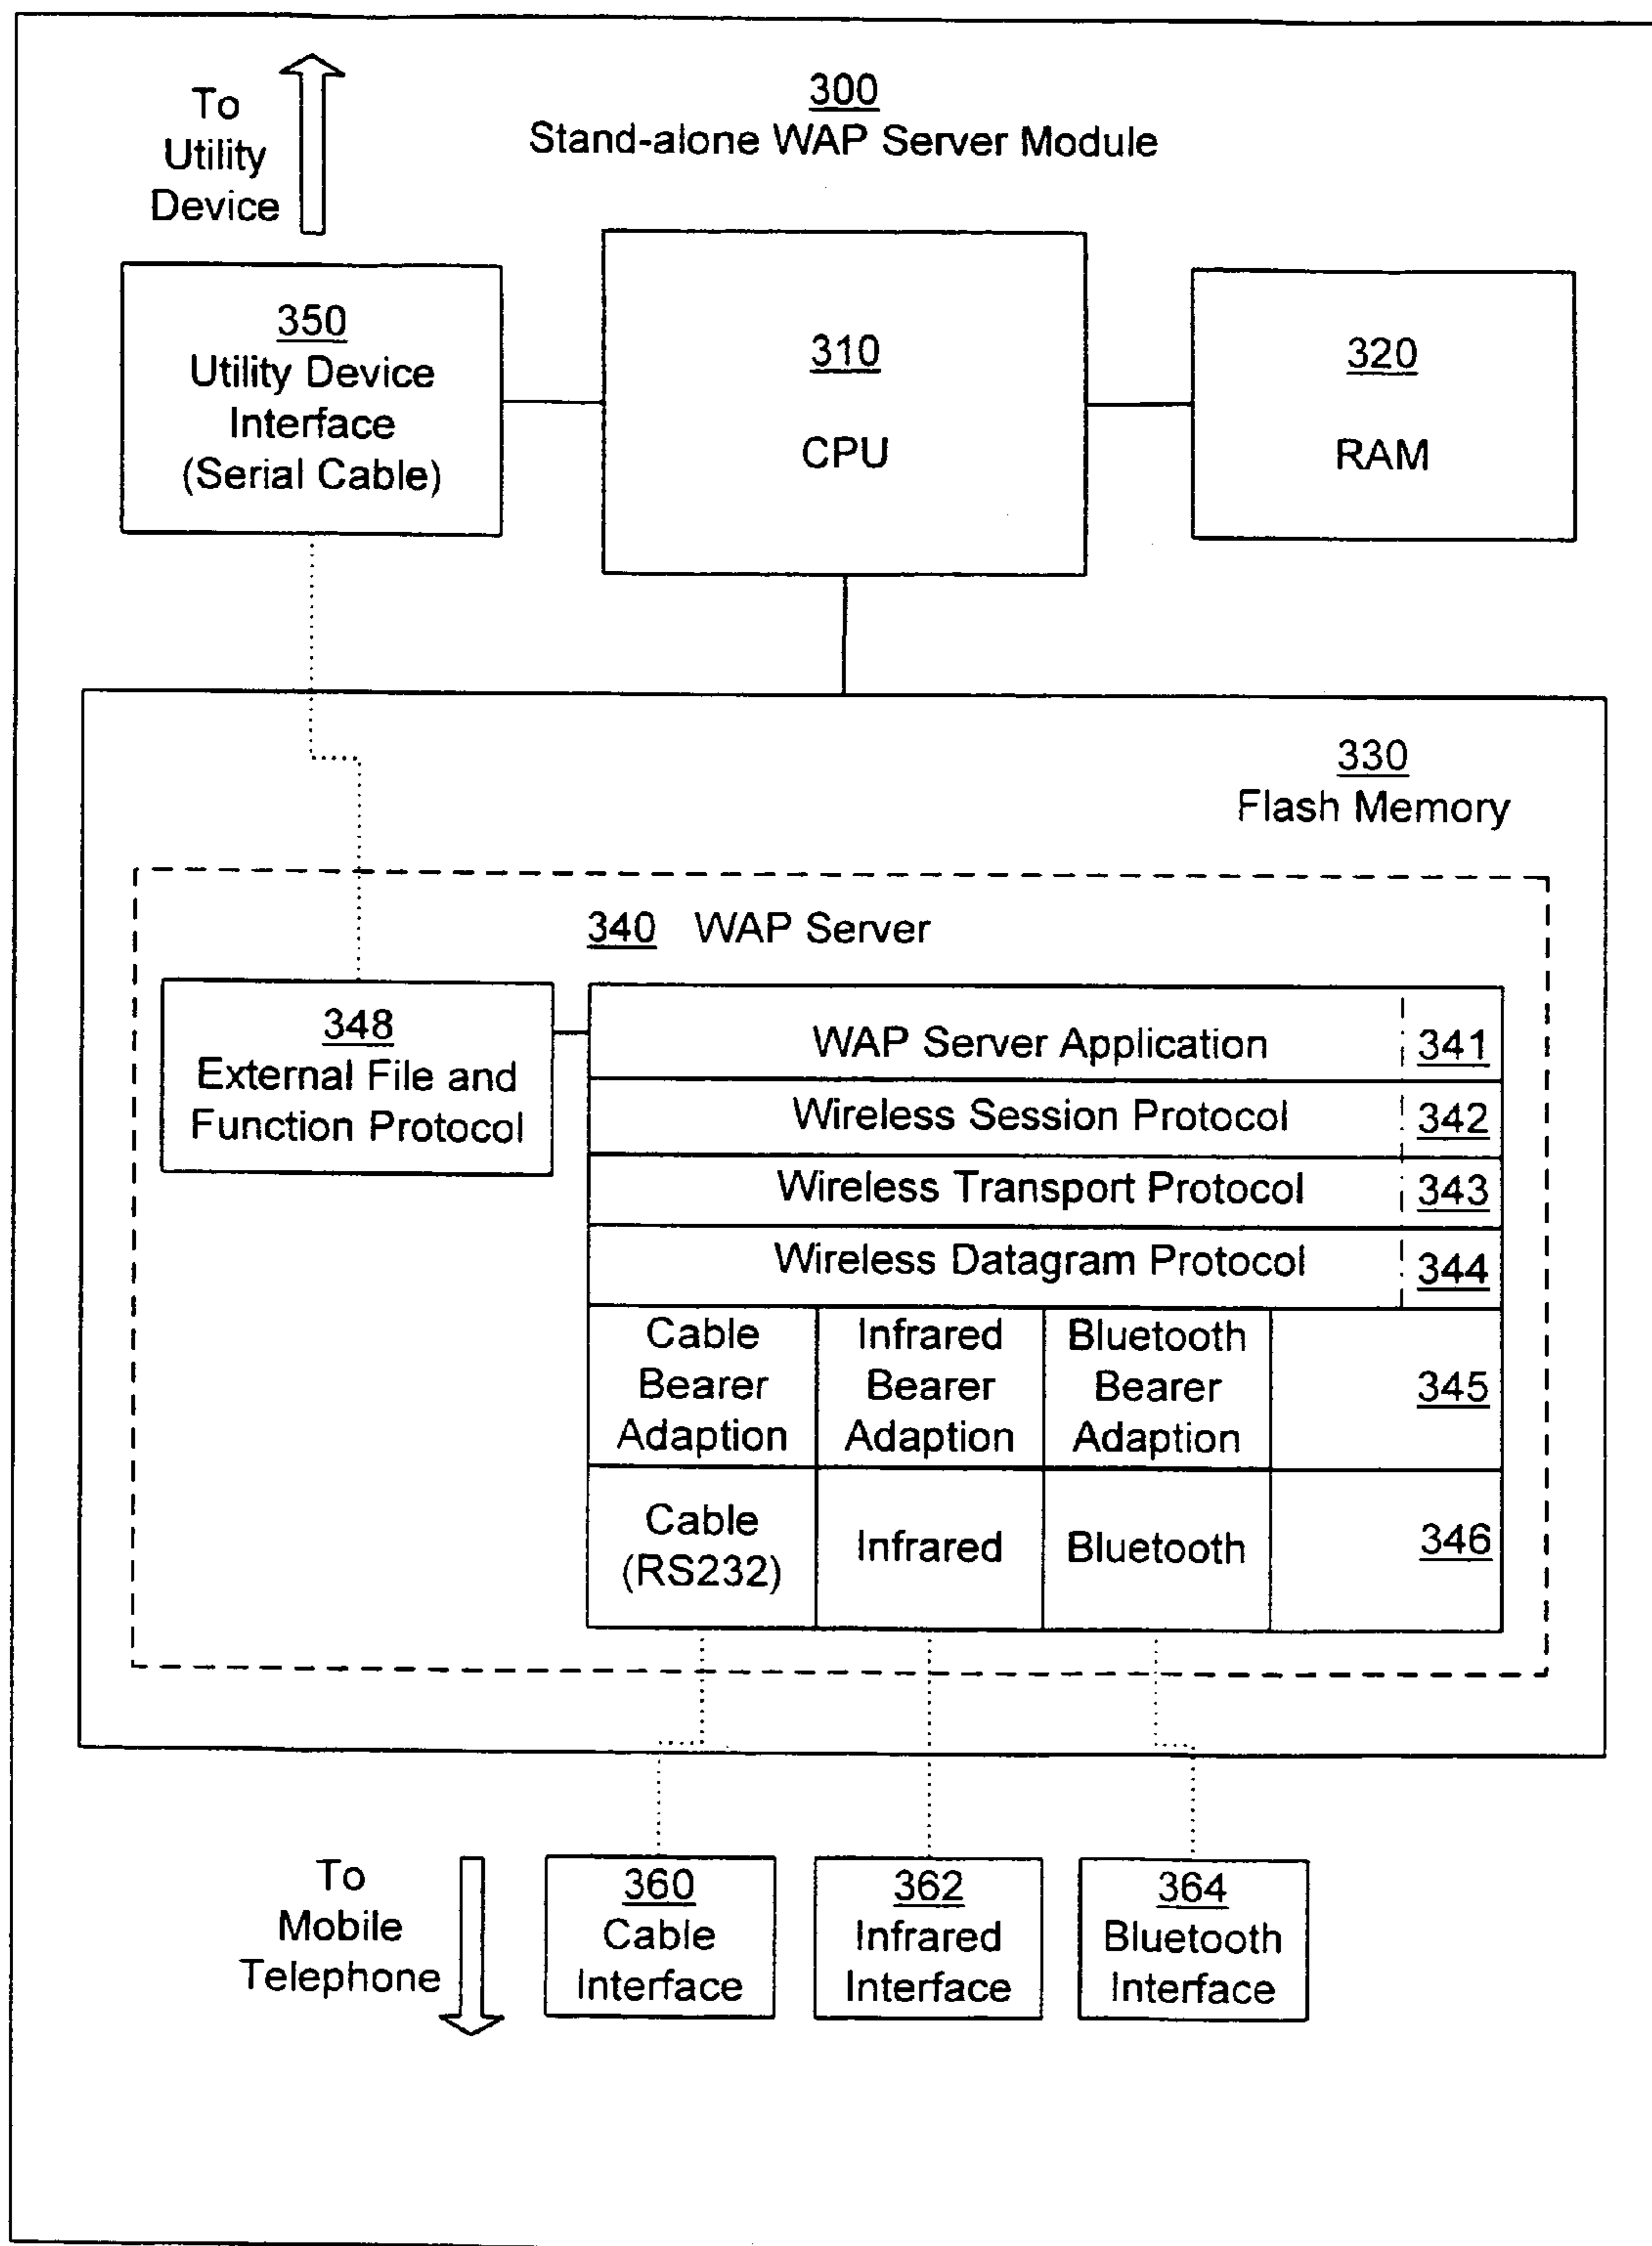 To
Utility
Device
300
Stand-alone WAP Server Module
350
Utility Device
Interface
(Serial Cable)
310
CPU
320
RAM
330
Flash Memory
340 WAP Server
348
External File and
Function Protocol
WAP Server Application 341
Wireless Session Protocol 342
Wireless Transport Protocol 343
Wireless Datagram Protocol 344
Cable
Bearer
Adaption
Infrared
Bearer
Adaption
Bluetooth
Bearer
Adaption
345
Cable
(RS232)
Infrared
Bluetooth
346
To
Mobile
Telephone
360
Cable
Interface
362
Infrared
Interface
364
Bluetooth
Interface